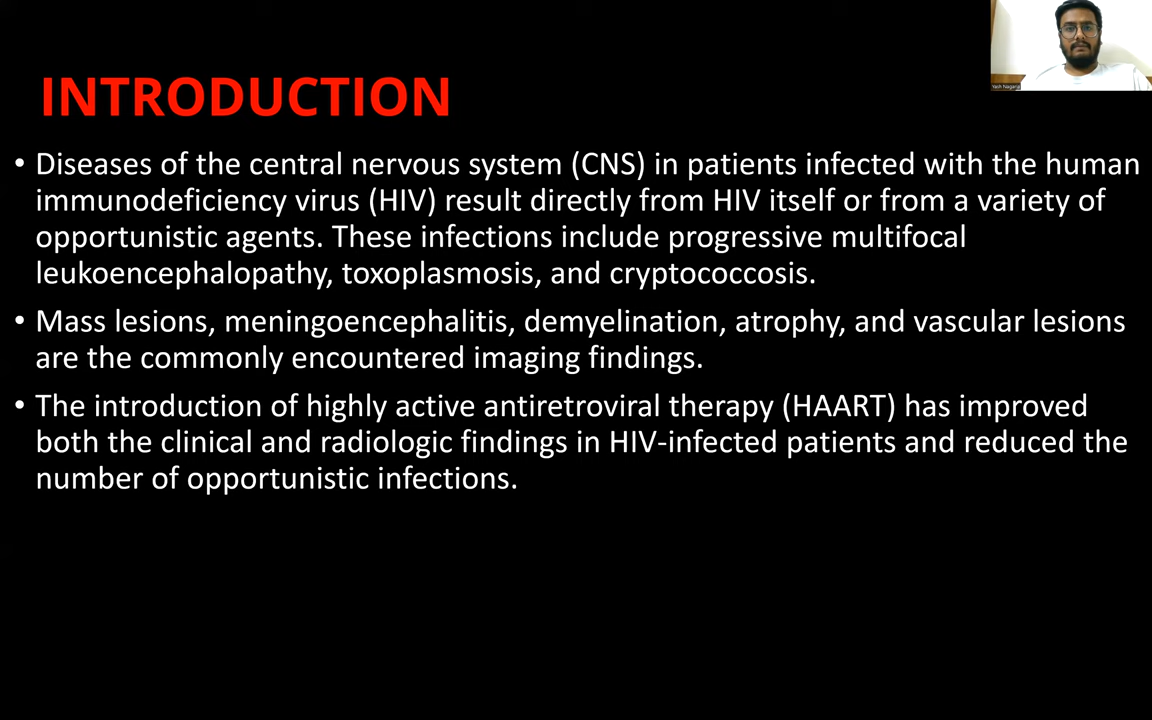 INTRODUCTION
• Diseases of the central nervous system (CNS) in patients infected with the human
immunodeficiency virus (HIV) result directly from HIV itself or from a variety of
opportunistic agents. These infections include progressive multifocal
leukoencephalopathy, toxoplasmosis, and cryptococcosis.
• Mass lesions, meningoencephalitis, demyelination, atrophy, and vascular lesions
are the commonly encountered imaging findings.
• The introduction of highly active antiretroviral therapy (HAART) has improved
both the clinical and radiologic findings in HIV-infected patients and reduced the
number of opportunistic infections.